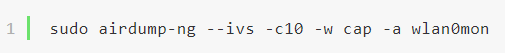 1 sudo airdump-ng --ivs -c10 -w cap -a wlan0mon